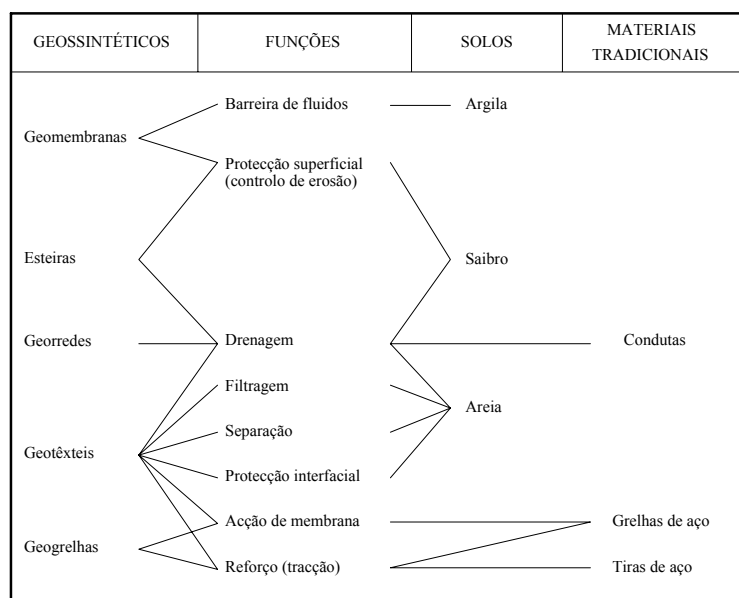 GEOSSINTÉTICOS
FUNÇÕES
SOLOS
MATERIAIS
TRADICIONAIS
Barreira de fluidos
Argila
Geomembranas
Protecção superficial
(controlo de erosão)
Esteiras
Saibro
Georredes
Drenagem
Condutas
Filtragem
Areia
Separação
Geotêxteis
Protecção interfacial
Acção de membrana
Grelhas de aço
Geogrelhas
Reforço (tracção)
Tiras de aço